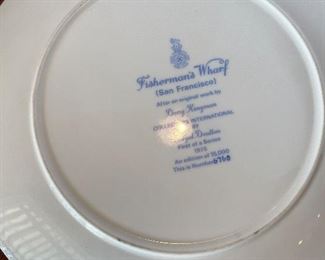 Fisherman's Wharf
(San Francisco)
After an original work by
Dong Kingman
COLLECTORS INTERNATIONAL
BY
Royal Doulton
First of a Series
An edition of 15,000
This is Number